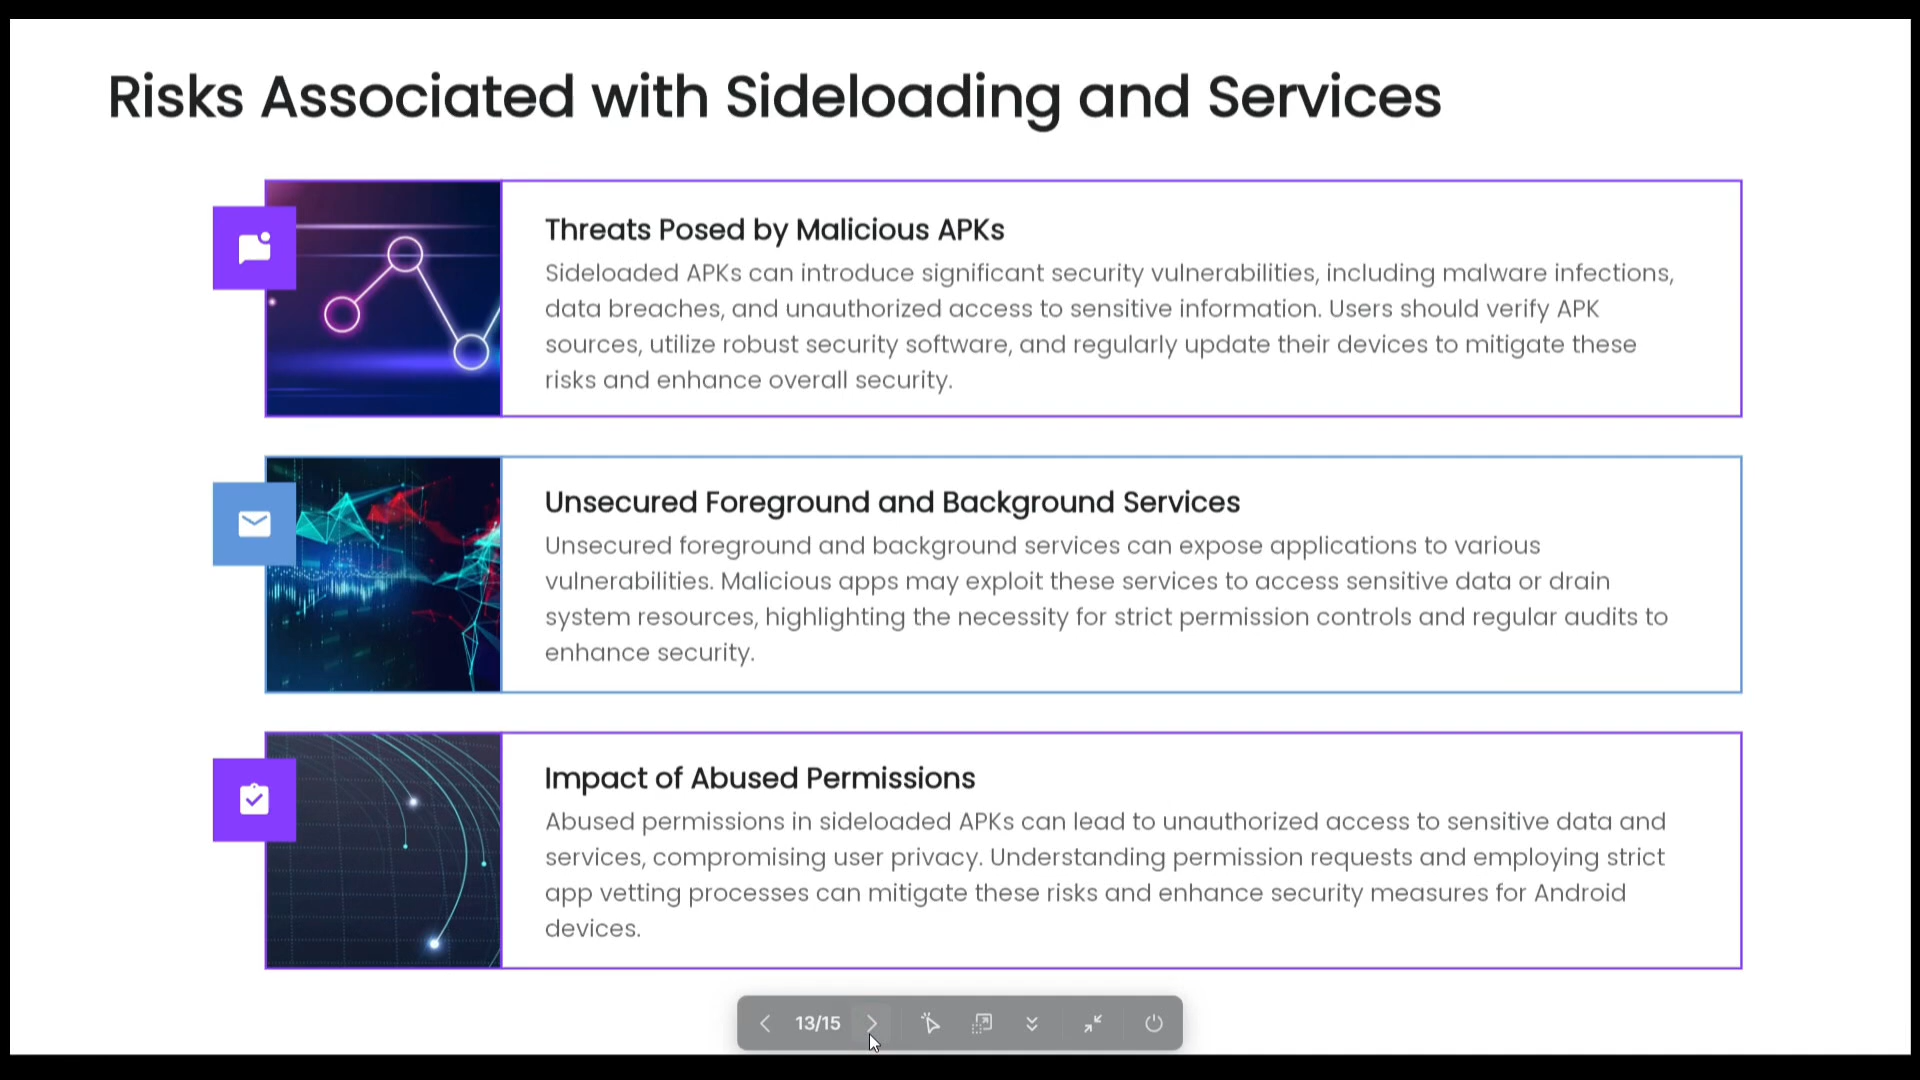 Risks Associated with Sideloading and Services
Threats Posed by Malicious APKs
Sideloaded APKs can introduce significant security vulnerabilities, including malware infections,
data breaches, and unauthorized access to sensitive information. Users should verify APK
sources, utilize robust security software, and regularly update their devices to mitigate these
risks and enhance overall security.
Unsecured Foreground and Background Services
Unsecured foreground and background services can expose applications to various
vulnerabilities. Malicious apps may exploit these services to access sensitive data or drain
system resources, highlighting the necessity for strict permission controls and regular audits to
enhance security.
Impact of Abused Permissions
Abused permissions in sideloaded APKs can lead to unauthorized access to sensitive data and
services, compromising user privacy. Understanding permission requests and employing strict
app vetting processes can mitigate these risks and enhance security measures for Android
devices.
13/15